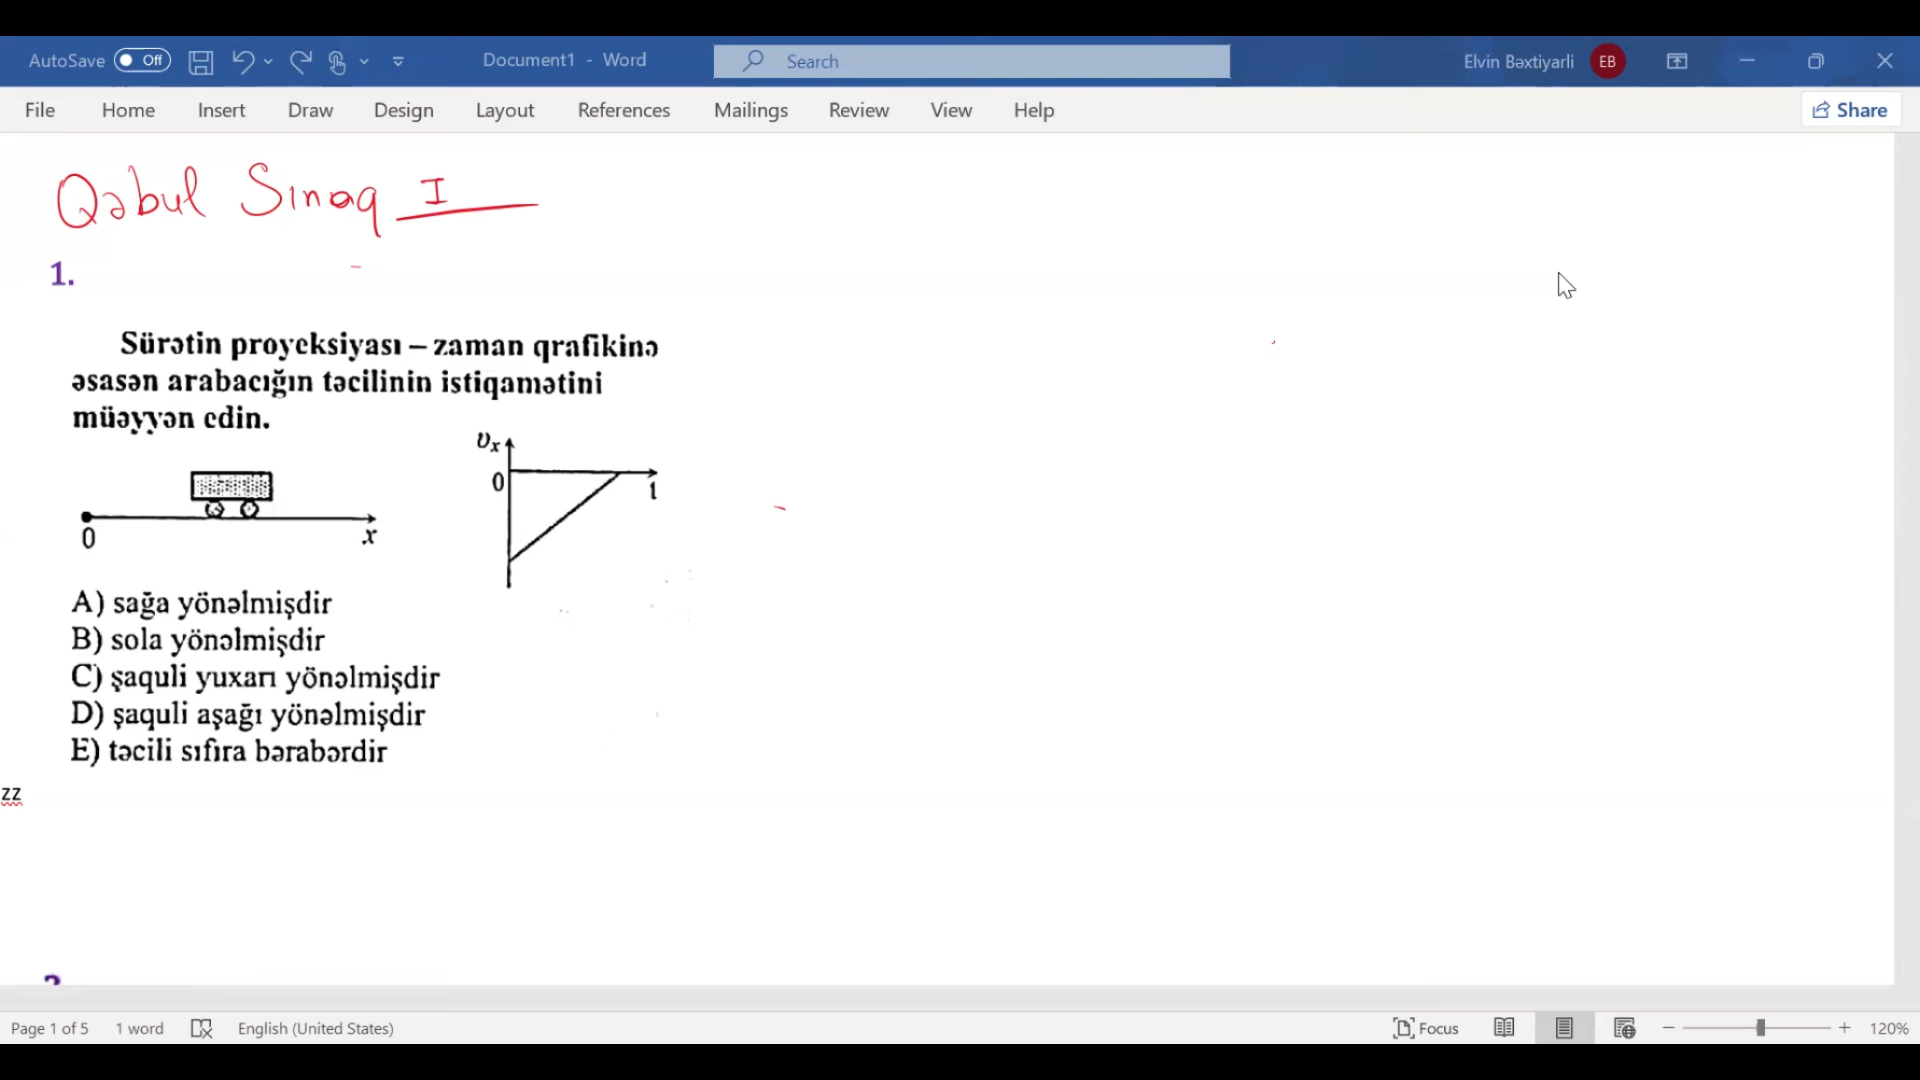 AutoSave Off Document1 - Word Search Elvin Bəxtiyarli EB
File Home Insert Draw Design Layout References Mailings Review View Help Share
Qəbul Sınaq I
1.
Sürətin proyeksiyası – zaman qrafikinə
əsasən arabacığın təcilinin istiqamətini
müəyyən edin.
υx
0 t
0 x
A) sağa yönəlmişdir
B) sola yönəlmişdir
C) şaquli yuxarı yönəlmişdir
D) şaquli aşağı yönəlmişdir
E) təcili sıfıra bərabərdir
zz
Page 1 of 5 1 word English (United States) Focus 120%